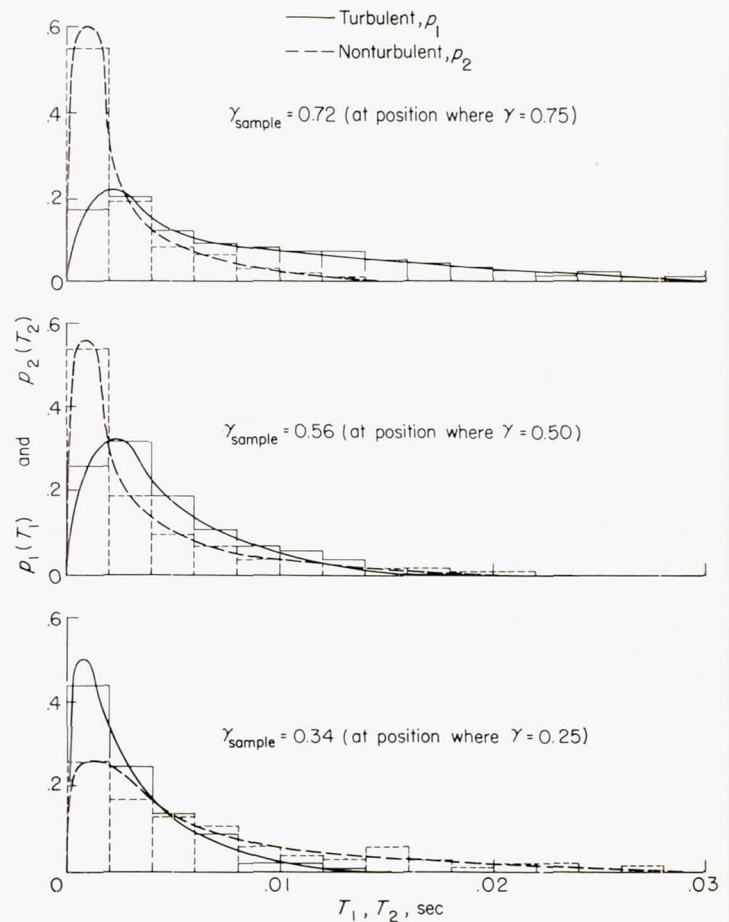 Turbulent, p1
Nonturbulent, p2
.6
.4
.2
0
γsample = 0.72 (at position where γ = 0.75)
p1(T1) and p2(T2)
.6
.4
.2
0
γsample = 0.56 (at position where γ = 0.50)
.6
.4
.2
0
γsample = 0.34 (at position where γ = 0.25)
0 .01 .02 .03
T1, T2, sec